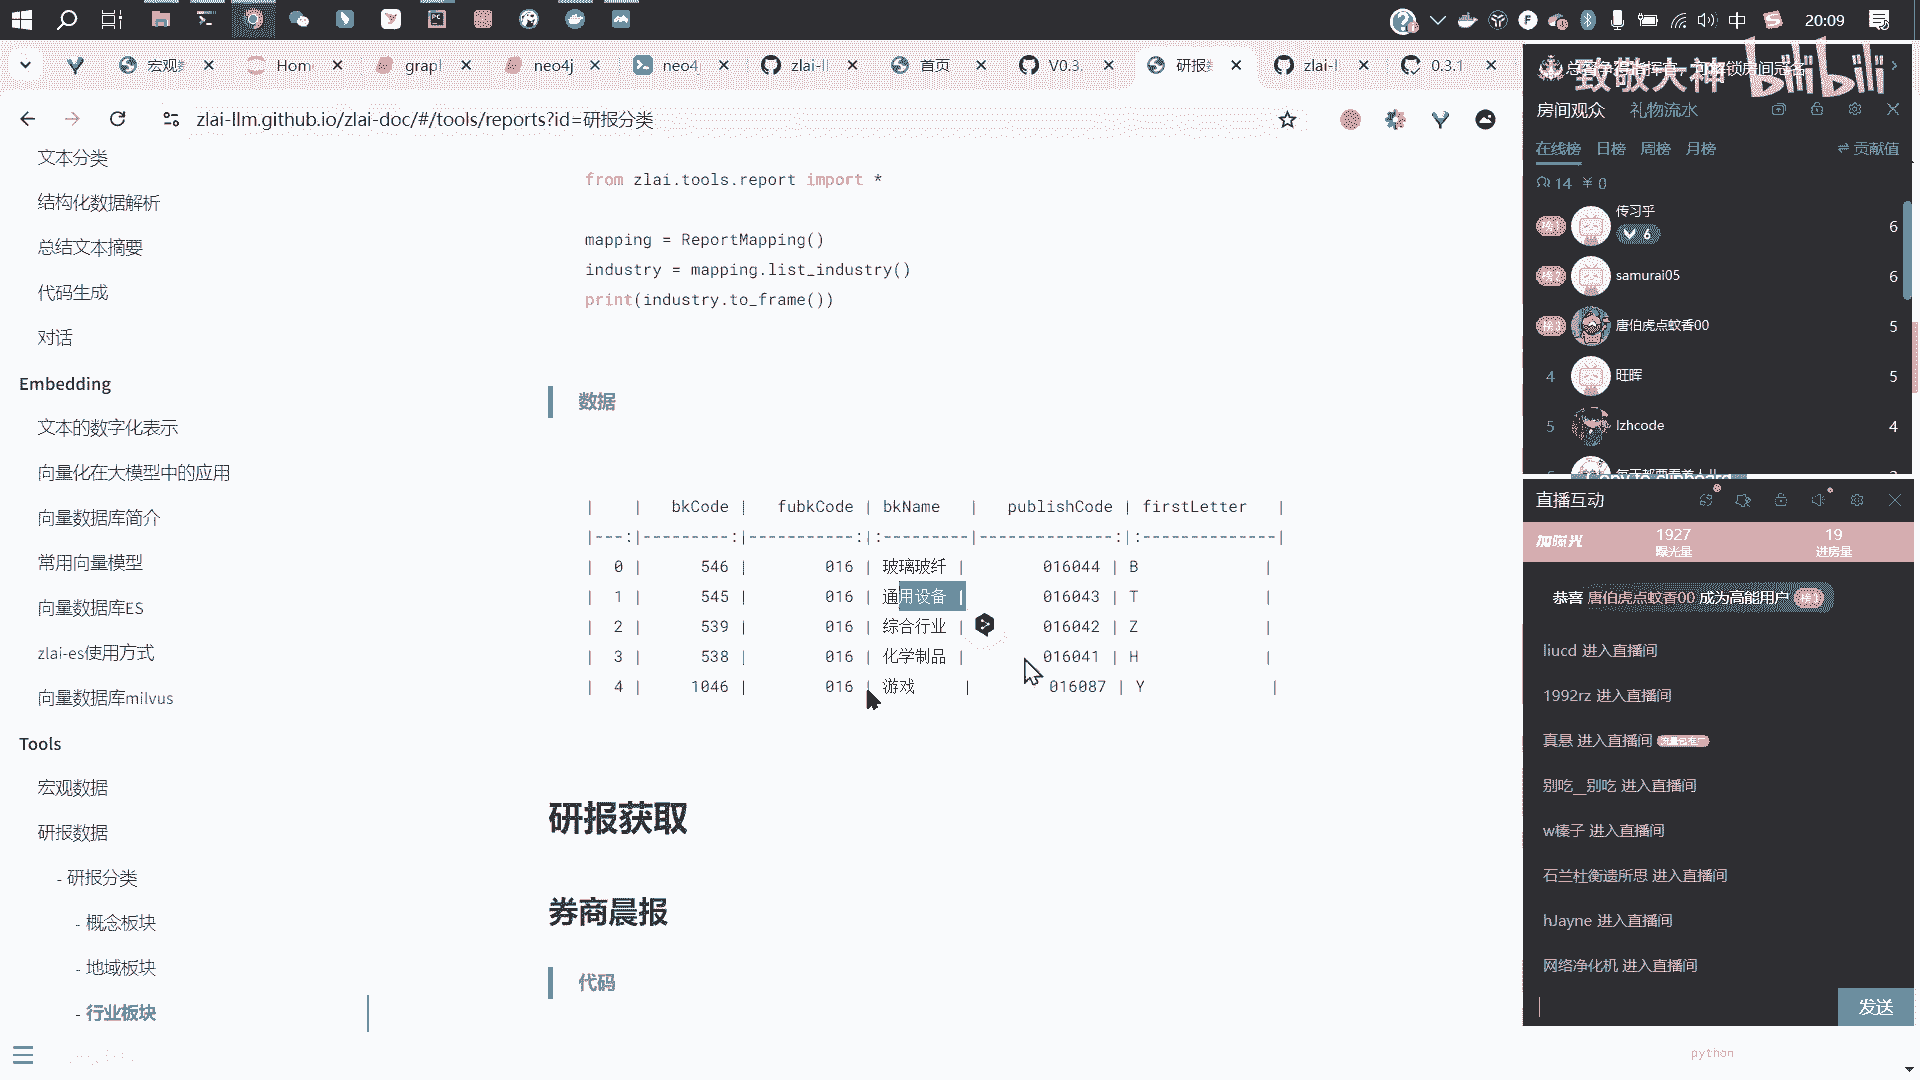 20:09
宏观
Hom
grapl
neo4j
neo4
zlai-ll
首页
V0.3.
研报
zlai-l
0.3.1
zlai-llm.github.io/zlai-doc/#/tools/reports?id=研报分类
文本分类
结构化数据解析
总结文本摘要
代码生成
对话
Embedding
文本的数字化表示
向量化在大模型中的应用
向量数据库简介
常用向量模型
向量数据库ES
zlai-es使用方式
向量数据库milvus
Tools
宏观数据
研报数据
- 研报分类
- 概念板块
- 地域板块
- 行业板块
from zlai.tools.report import *
mapping = ReportMapping()
industry = mapping.list_industry()
print(industry.to_frame())
数据
|    |   bkCode |   fubkCode | bkName   |   publishCode | firstLetter   |
|---:|---------:|-----------:|:---------|--------------:|:--------------|
|  0 |      546 |        016 | 玻璃玻纤 |        016044 | B             |
|  1 |      545 |        016 | 通用设备 |        016043 | T             |
|  2 |      539 |        016 | 综合行业 |        016042 | Z             |
|  3 |      538 |        016 | 化学制品 |        016041 | H             |
|  4 |     1046 |        016 | 游戏     |        016087 | Y             |
研报获取
券商晨报
代码
python
致敬大神
bilibili
房间观众 礼物流水
在线榜 日榜 周榜 月榜 贡献值
14 ¥ 0
榜1 传习乎 6
6
榜2 samurai05 6
榜3 唐伯虎点蚊香00 5
4 旺晖 5
5 lzhcode 4
直播互动
加曝光 1927 19
曝光量 进房量
恭喜 唐伯虎点蚊香00 成为高能用户
liucd 进入直播间
1992rz 进入直播间
真悬 进入直播间
别吃__别吃 进入直播间
w榛子 进入直播间
石兰杜衡遗所思 进入直播间
hJayne 进入直播间
网络净化机 进入直播间
发送